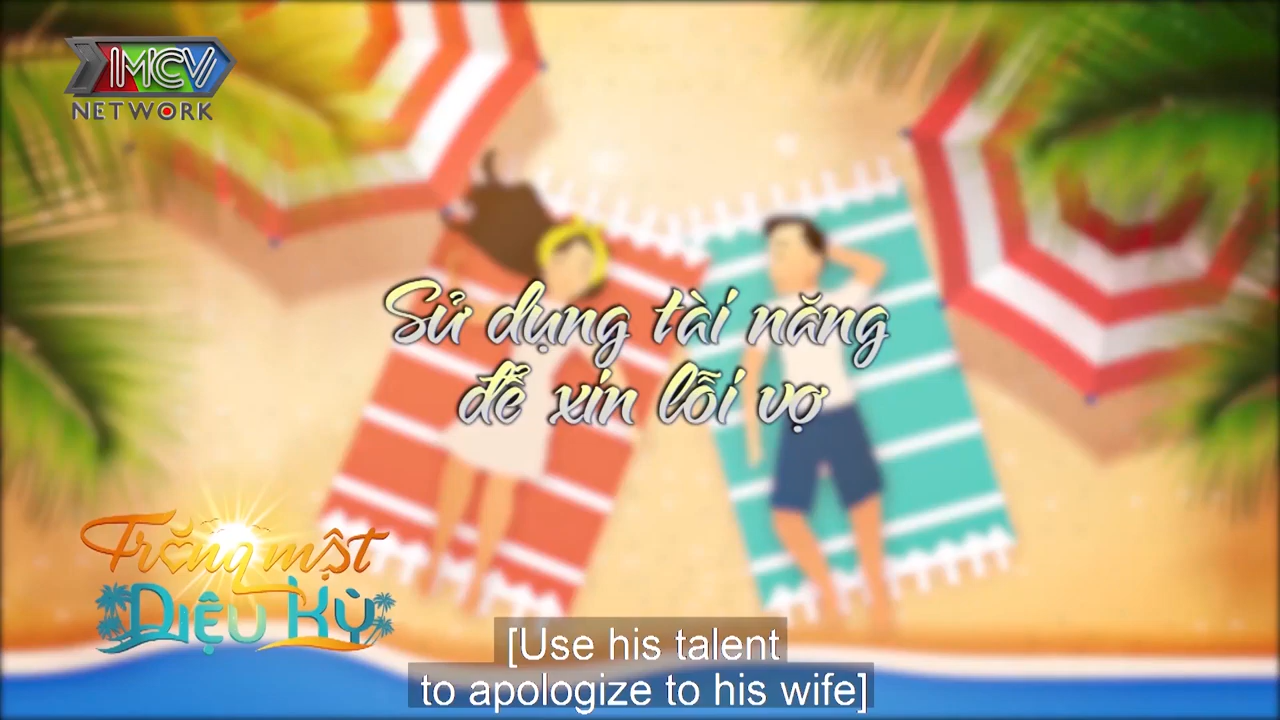 MCV
NETWORK
Sử dụng tài năng
để xin lỗi vợ
Trăng mật
Diệu Kỳ
[Use his talent
to apologize to his wife]